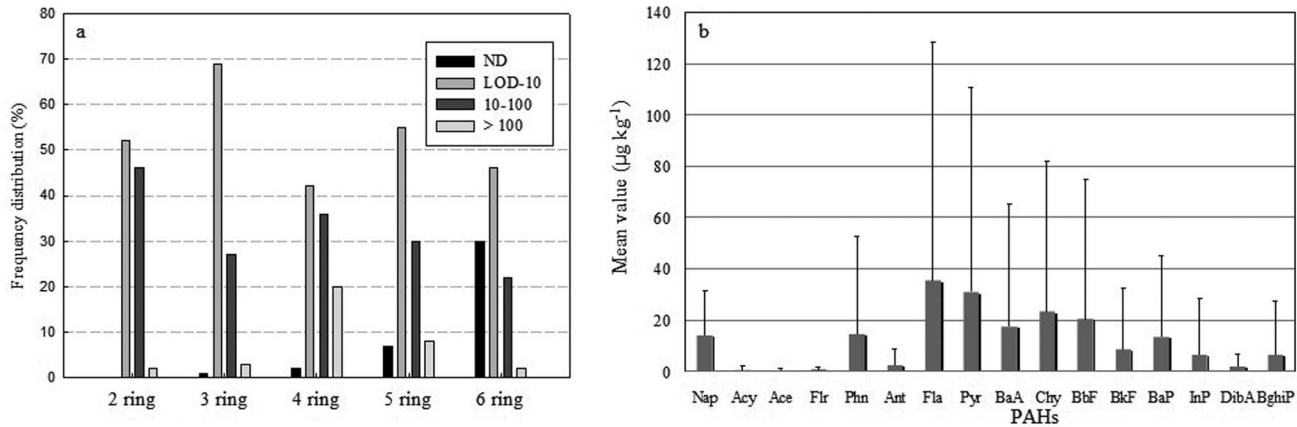 a
80
70
60
50
40
30
20
10
0
Frequency distribution (%)
ND
LOD-10
10-100
> 100
2 ring 3 ring 4 ring 5 ring 6 ring
b
140
120
100
80
60
40
20
0
Mean value (µg kg⁻¹)
Nap Acy Ace Flr Phn Ant Fla Pyr BaA Chy BbF BkF BaP InP DibA BghiP
PAHs